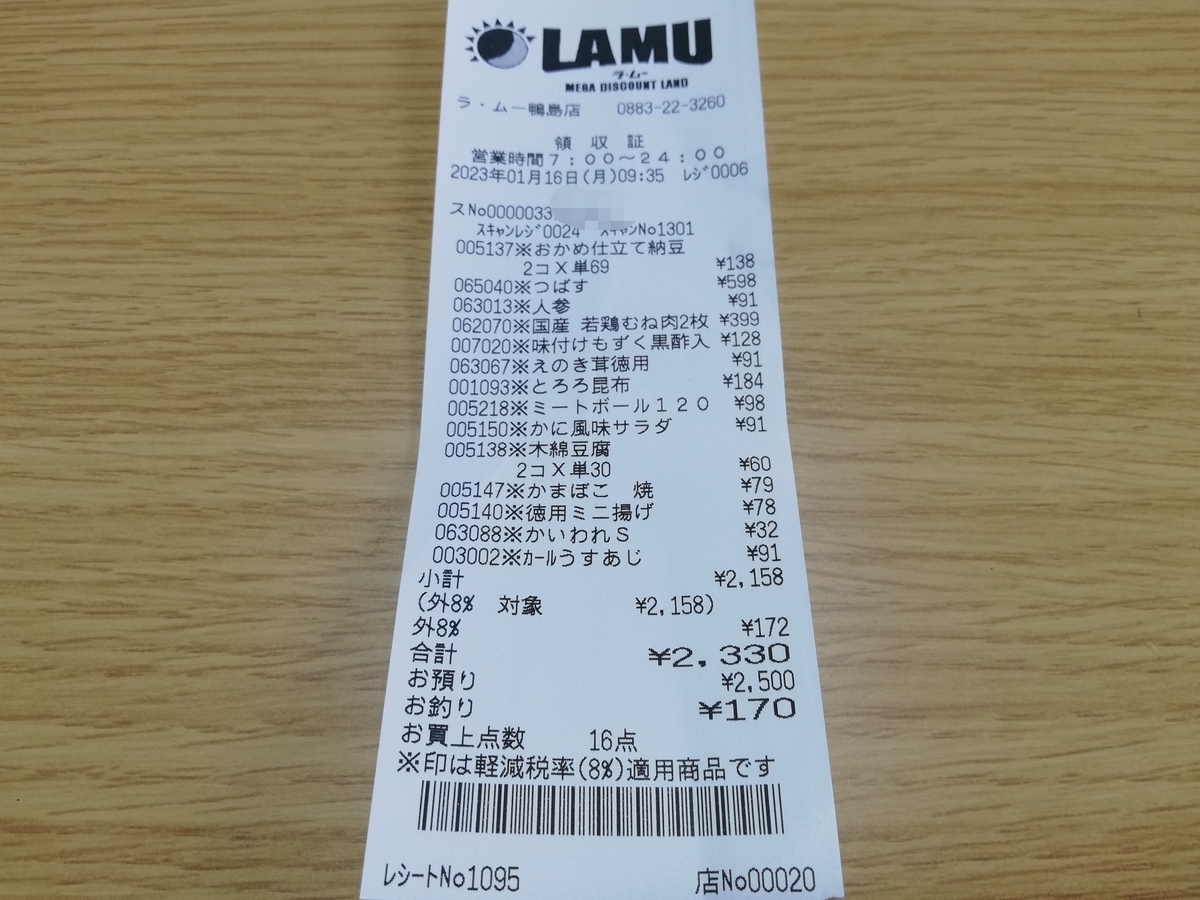 LAMU
ラ・ムー
MEGA DISCOUNT LAND
ラ・ムー鴨島店 0883-22-3260
領収証
営業時間7:00~24:00
2023年01月16日(月)09:35 レジ0006
スNo0000033
スキャンレジ0024 スキャンNo1301
005137※おかめ仕立て納豆
2コX単69 ¥138
065040※つばす ¥598
063013※人参 ¥91
062070※国産 若鶏むね肉2枚 ¥399
007020※味付けもずく黒酢入 ¥128
063067※えのき茸徳用 ¥91
001093※とろろ昆布 ¥184
005218※ミートボール120 ¥98
005150※かに風味サラダ ¥91
005138※木綿豆腐
2コX単30 ¥60
005147※かまぼこ 焼 ¥79
005140※徳用ミニ揚げ ¥78
063088※かいわれS ¥32
003002※カールうすあじ ¥91
小計 ¥2,158
(外8% 対象 ¥2,158)
外8% ¥172
合計 ¥2,330
お預り ¥2,500
お釣り ¥170
お買上点数 16点
※印は軽減税率(8%)適用商品です
レシートNo1095 店No00020